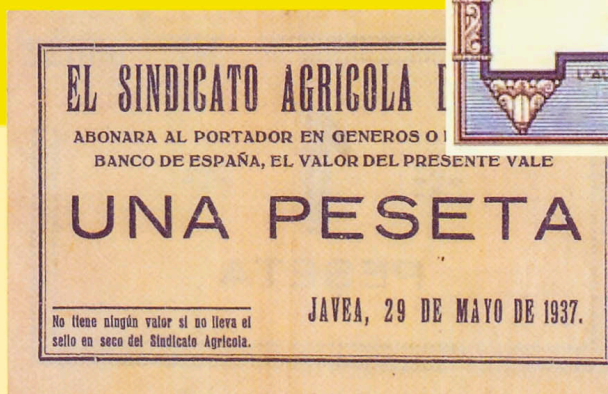 EL SINDICATO AGRICOLA
ABONARA AL PORTADOR EN GENEROS O
BANCO DE ESPAÑA, EL VALOR DEL PRESENTE VALE
UNA PESETA
No tiene ningún valor si no lleva el
sello en seco del Sindicato Agricola.
JAVEA, 29 DE MAYO DE 1937.